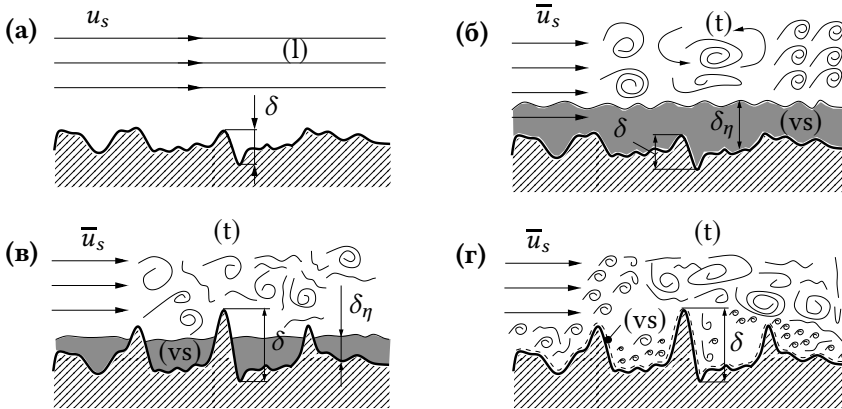 (а)
u_s
(l)
δ
(б)
ū_s
(t)
δ
δ_η
(vs)
(в)
ū_s
(t)
(vs)
δ
δ_η
(г)
ū_s
(t)
(vs)
δ